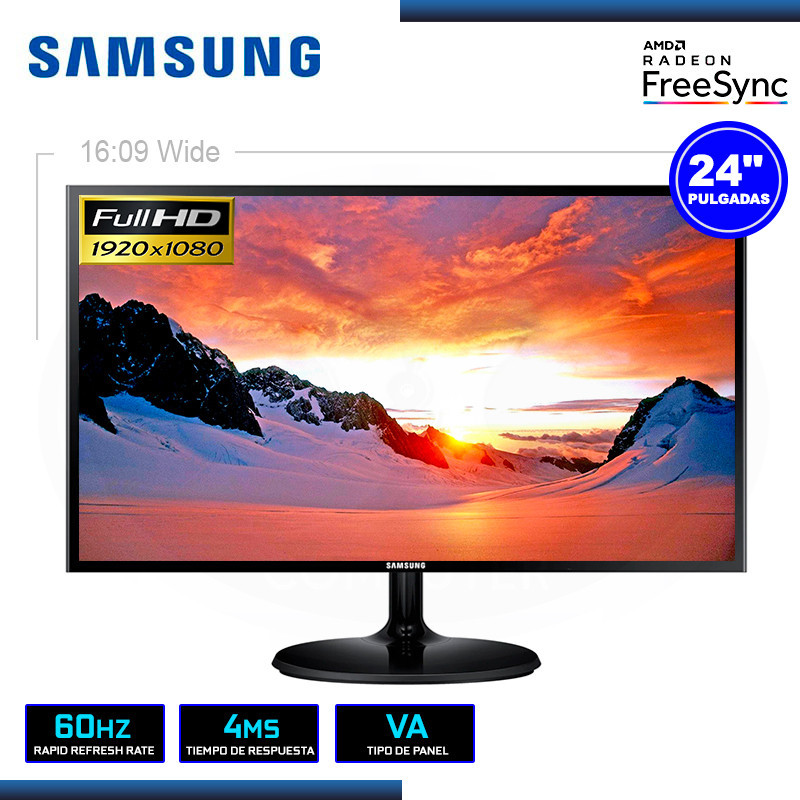 SAMSUNG
AMD
RADEON
FreeSync
16:09 Wide
24"
PULGADAS
Full HD
1920x1080
SAMSUNG
COMPUTER
60HZ
RAPID REFRESH RATE
4MS
TIEMPO DE RESPUESTA
VA
TIPO DE PANEL